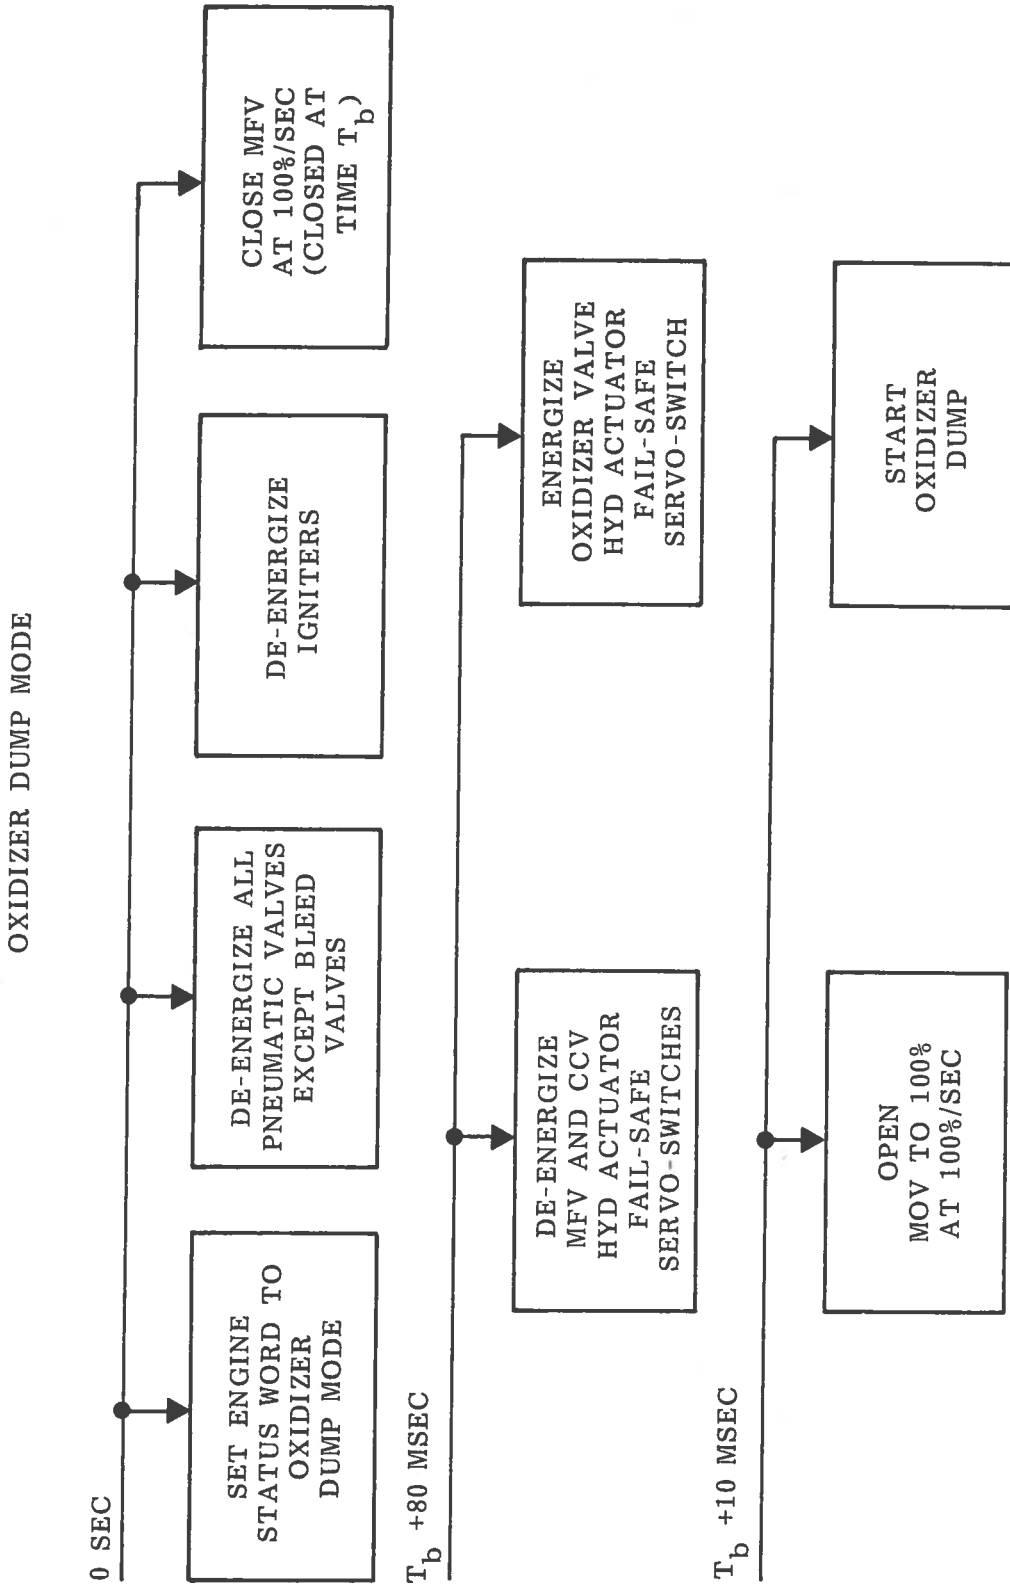 OXIDIZER DUMP MODE
0 SEC
SET ENGINE
STATUS WORD TO
OXIDIZER
DUMP MODE
DE-ENERGIZE ALL
PNEUMATIC VALVES
EXCEPT BLEED
VALVES
DE-ENERGIZE
IGNITERS
CLOSE MFV
AT 100%/SEC
(CLOSED AT
TIME Tb)
Tb +80 MSEC
DE-ENERGIZE
MFV AND CCV
HYD ACTUATOR
FAIL-SAFE
SERVO-SWITCHES
ENERGIZE
OXIDIZER VALVE
HYD ACTUATOR
FAIL-SAFE
SERVO-SWITCH
Tb +10 MSEC
OPEN
MOV TO 100%
AT 100%/SEC
START
OXIDIZER
DUMP